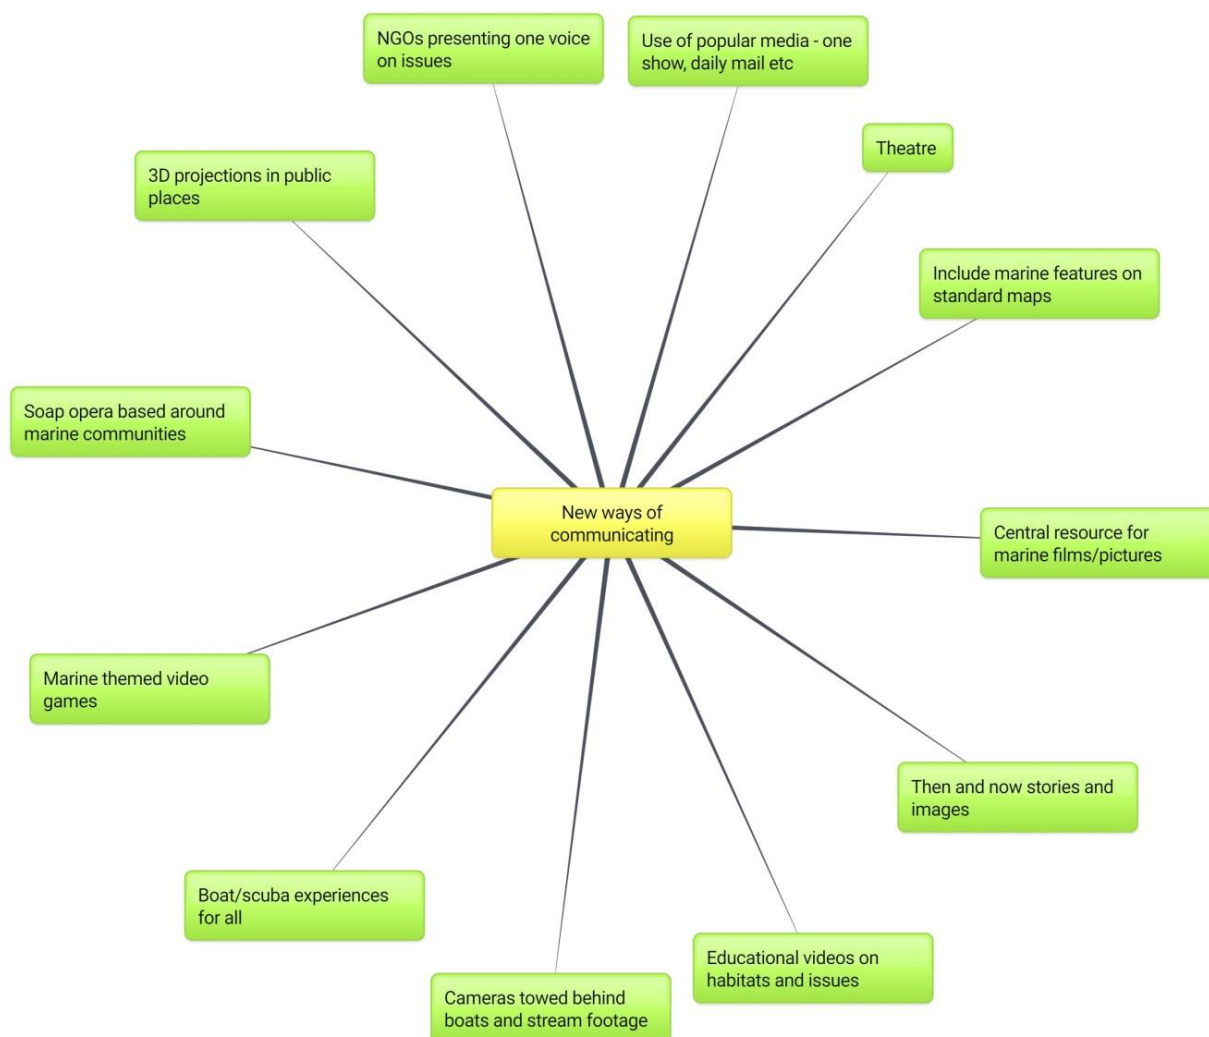 NGOs presenting one voice
on issues
Use of popular media - one
show, daily mail etc
Theatre
3D projections in public
places
Include marine features on
standard maps
Soap opera based around
marine communities
New ways of
communicating
Central resource for
marine films/pictures
Marine themed video
games
Then and now stories and
images
Boat/scuba experiences
for all
Educational videos on
habitats and issues
Cameras towed behind
boats and stream footage